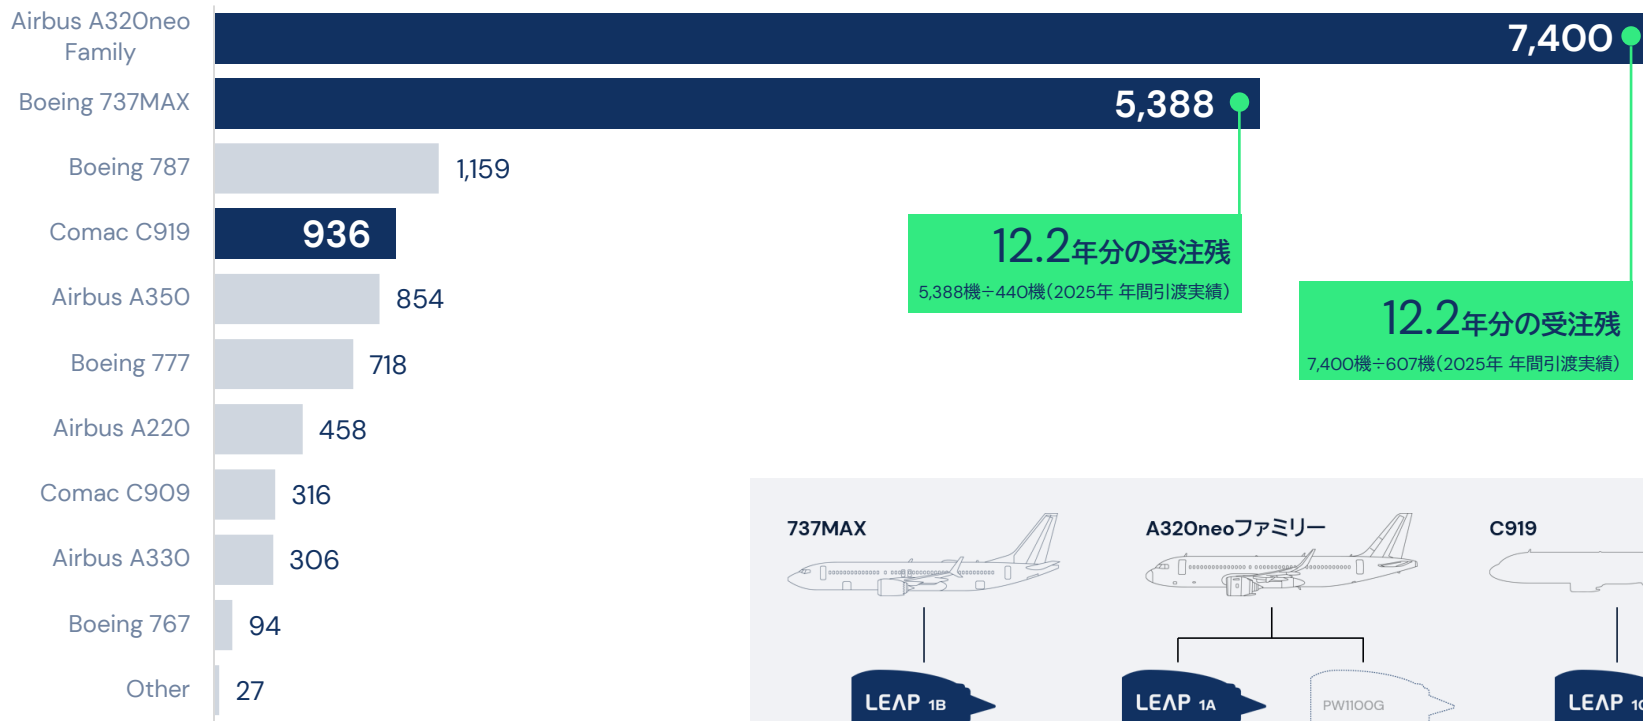 Airbus A320neo
Family
7,400
Boeing 737MAX
5,388
Boeing 787
1,159
Comac C919
936
Airbus A350
854
Boeing 777
718
Airbus A220
458
Comac C909
316
Airbus A330
306
Boeing 767
94
Other
27
12.2年分の受注残
5,388機÷440機(2025年 年間引渡実績)
12.2年分の受注残
7,400機÷607機(2025年 年間引渡実績)
737MAX
A320neoファミリー
C919
LEAP 1B
LEAP 1A
PW1100G
LEAP 1C